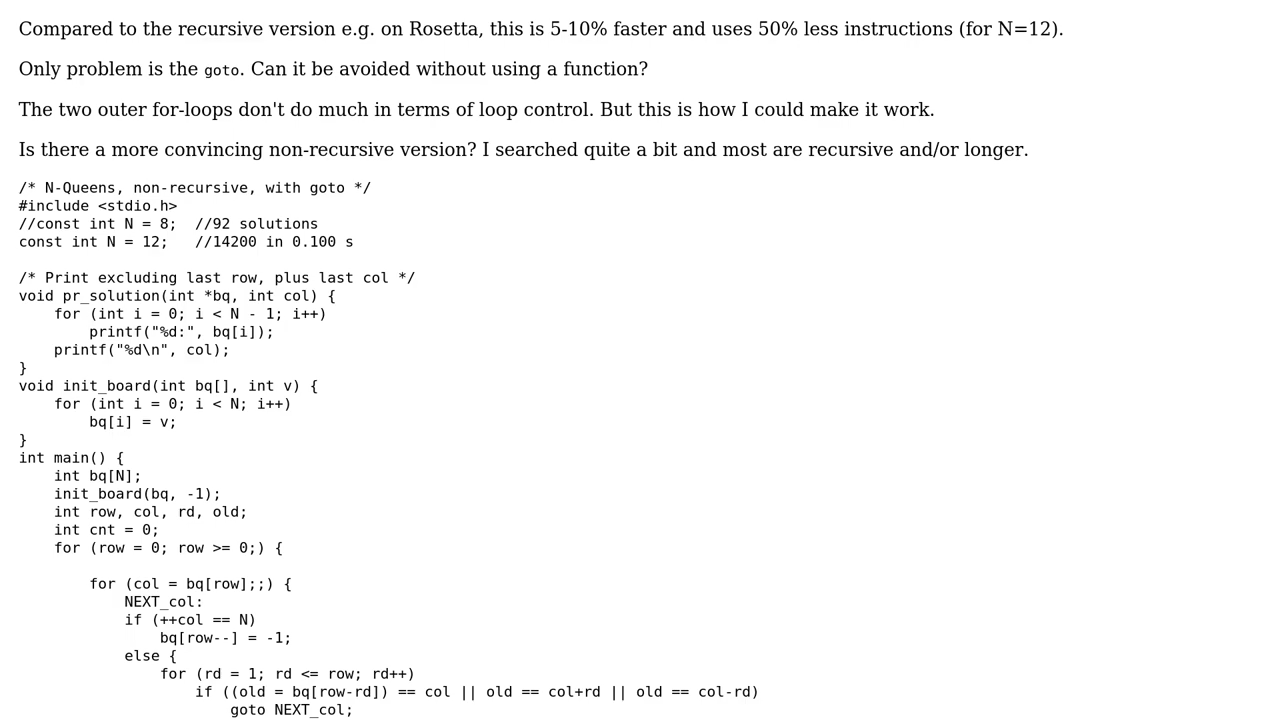 Compared to the recursive version e.g. on Rosetta, this is 5-10% faster and uses 50% less instructions (for N=12).
Only problem is the goto. Can it be avoided without using a function?
The two outer for-loops don't do much in terms of loop control. But this is how I could make it work.
Is there a more convincing non-recursive version? I searched quite a bit and most are recursive and/or longer.
/* N-Queens, non-recursive, with goto */
#include <stdio.h>
//const int N = 8;  //92 solutions
const int N = 12;   //14200 in 0.100 s

/* Print excluding last row, plus last col */
void pr_solution(int *bq, int col) {
    for (int i = 0; i < N - 1; i++)
        printf("%d:", bq[i]);
    printf("%d\n", col);
}
void init_board(int bq[], int v) {
    for (int i = 0; i < N; i++)
        bq[i] = v;
}
int main() {
    int bq[N];
    init_board(bq, -1);
    int row, col, rd, old;
    int cnt = 0;
    for (row = 0; row >= 0;) {

        for (col = bq[row];;) {
            NEXT_col:
            if (++col == N)
                bq[row--] = -1;
            else {
                for (rd = 1; rd <= row; rd++)
                    if ((old = bq[row-rd]) == col || old == col+rd || old == col-rd)
                        goto NEXT_col;